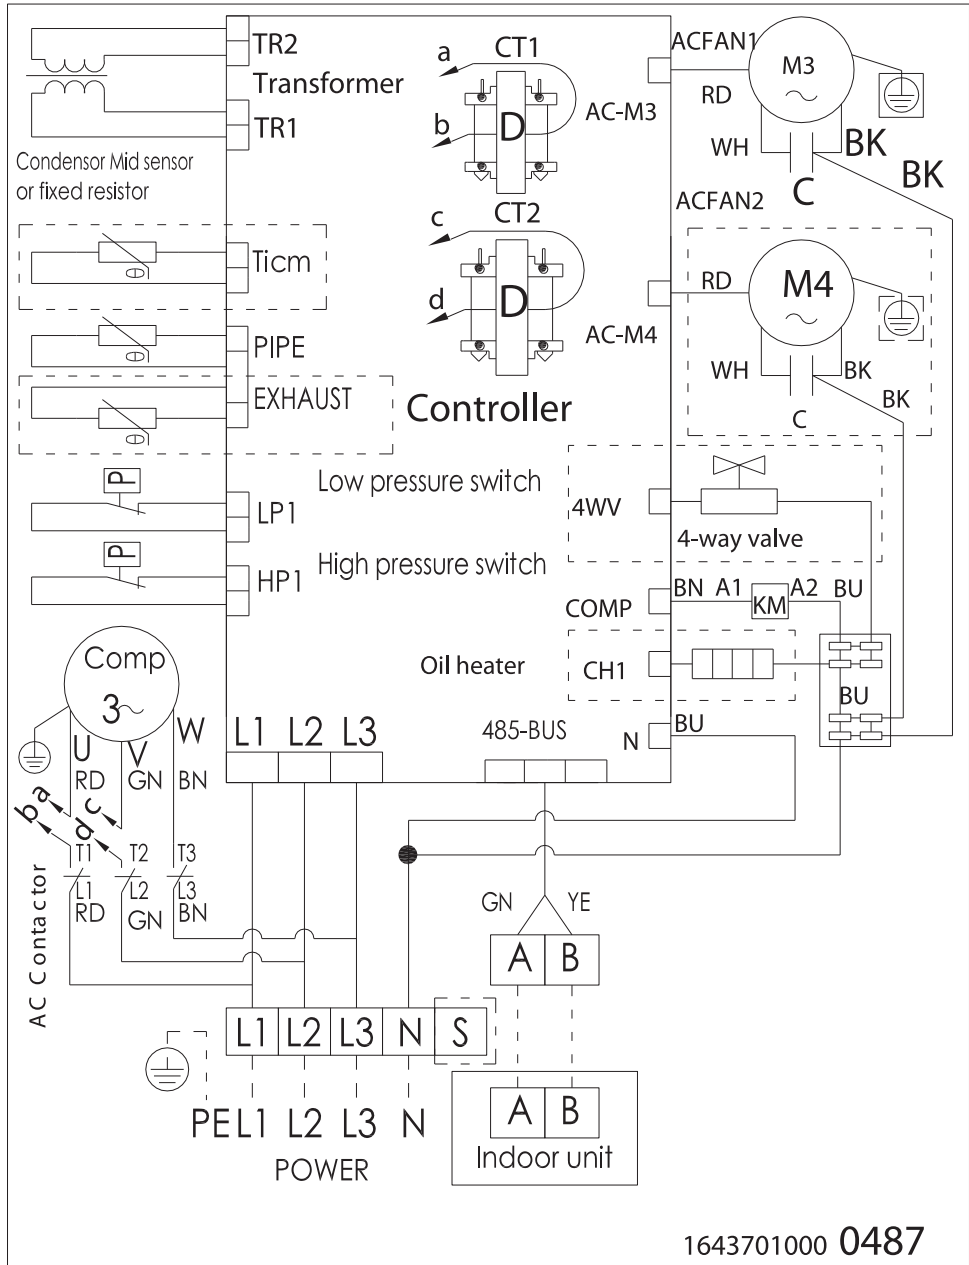 TR2
Transformer
TR1
Condensor Mid sensor
or fixed resistor
Ticm
PIPE
EXHAUST
P
LP1
Low pressure switch
P
HP1
High pressure switch
a
CT1
b
D
c
CT2
d
D
Controller
ACFAN1
M3
AC-M3
RD
WH
BK
C
BK
ACFAN2
M4
AC-M4
RD
WH
BK
C
BK
4WV
4-way valve
COMP
BN
A1
KM
A2
BU
Oil heater
CH1
BU
N
BU
485-BUS
Comp
3~
U
V
W
RD
GN
BN
L1
L2
L3
b
a
c
d
T1
T2
T3
L1
L2
L3
RD
GN
BN
AC Contactor
GN
YE
A
B
L1
L2
L3
N
S
PE
L1
L2
L3
N
POWER
A
B
Indoor unit
1643701000 0487